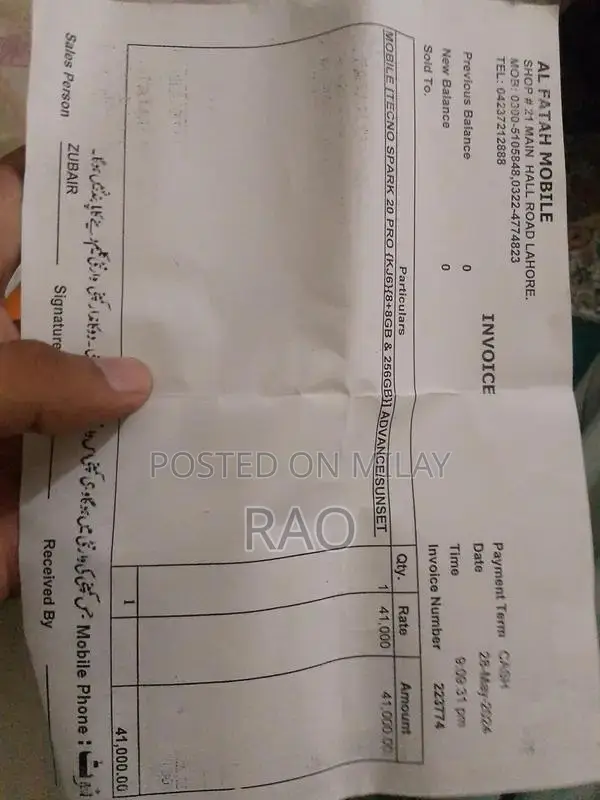 AL FATAH MOBILE
SHOP # 21 MAIN HALL ROAD LAHORE.
MOB: 0300-5105848,0322-4774823
TEL: 04237212888
INVOICE
Previous Balance 0
New Balance 0
Sold To.
Payment Term CASH
Date 28-May-2024
Time 9:09:31 pm
Invoice Number 223774
Particulars Qty. Rate Amount
MOBILE [TECNO SPARK 20 PRO {KJ6}{8+8GB & 256GB}] ADVANCE/SUNSET 1 41,000 41,000.00
1 41,000.00
Mobile Phone :
Sales Person ZUBAIR Signature Received By
POSTED ON MILAY
RAO